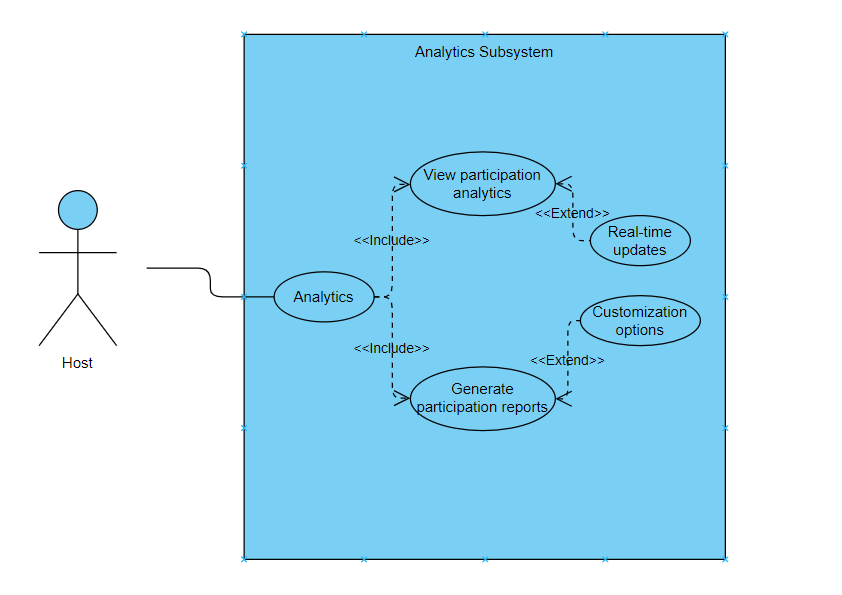 Analytics Subsystem
View participation
analytics
<<Extend>>
Real-time
updates
<<Include>>
Analytics
Customization
options
<<Include>>
<<Extend>>
Host
Generate
participation reports